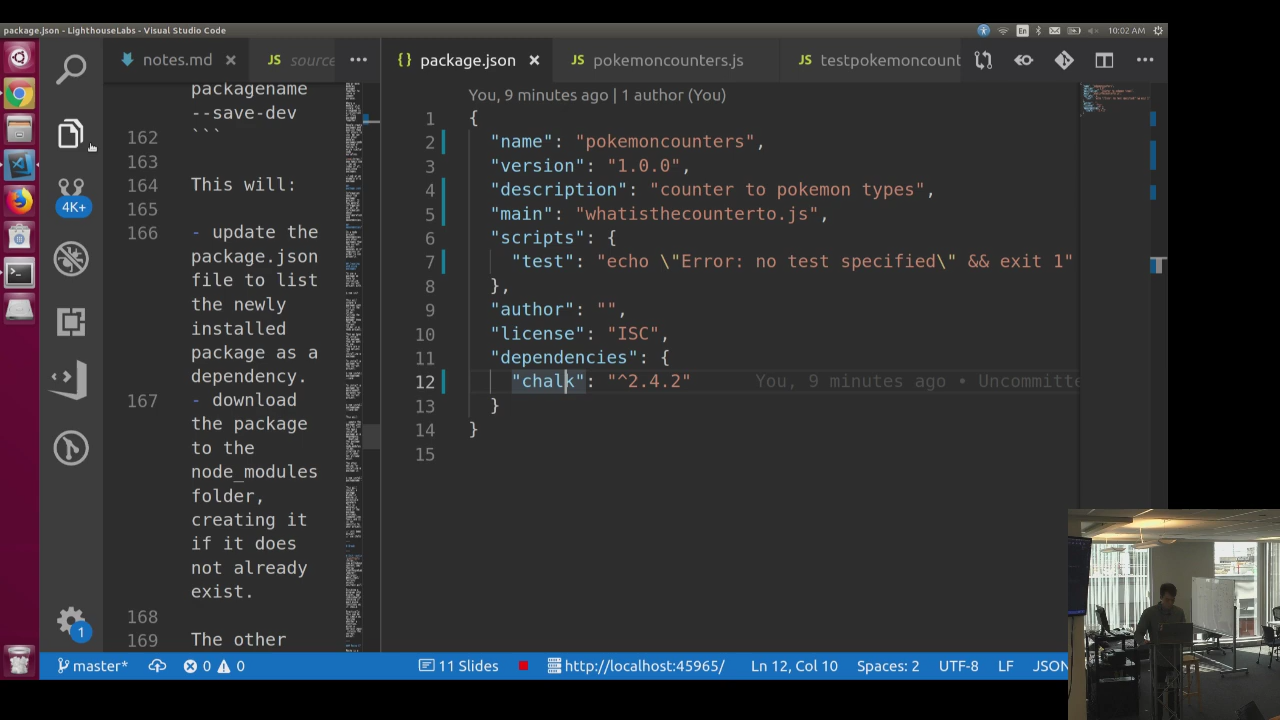 package.json - LighthouseLabs - Visual Studio Code
En
10:02 AM
notes.md
JS source
{ } package.json
JS pokemoncounters.js
JS testpokemoncount
packagename
--save-dev
162 ```
163
164 This will:
165
166 - update the
package.json
file to list
the newly
installed
package as a
dependency.
167 - download
the package
to the
node_modules
folder,
creating it
if it does
not already
exist.
168
169 The other
4K+
1
You, 9 minutes ago | 1 author (You)
1 {
2 "name": "pokemoncounters",
3 "version": "1.0.0",
4 "description": "counter to pokemon types",
5 "main": "whatisthecounterto.js",
6 "scripts": {
7 "test": "echo \"Error: no test specified\" && exit 1"
8 },
9 "author": "",
10 "license": "ISC",
11 "dependencies": {
12 "chalk": "^2.4.2" You, 9 minutes ago • Uncommitte
13 }
14 }
15
master* 0 0 11 Slides http://localhost:45965/ Ln 12, Col 10 Spaces: 2 UTF-8 LF JSON